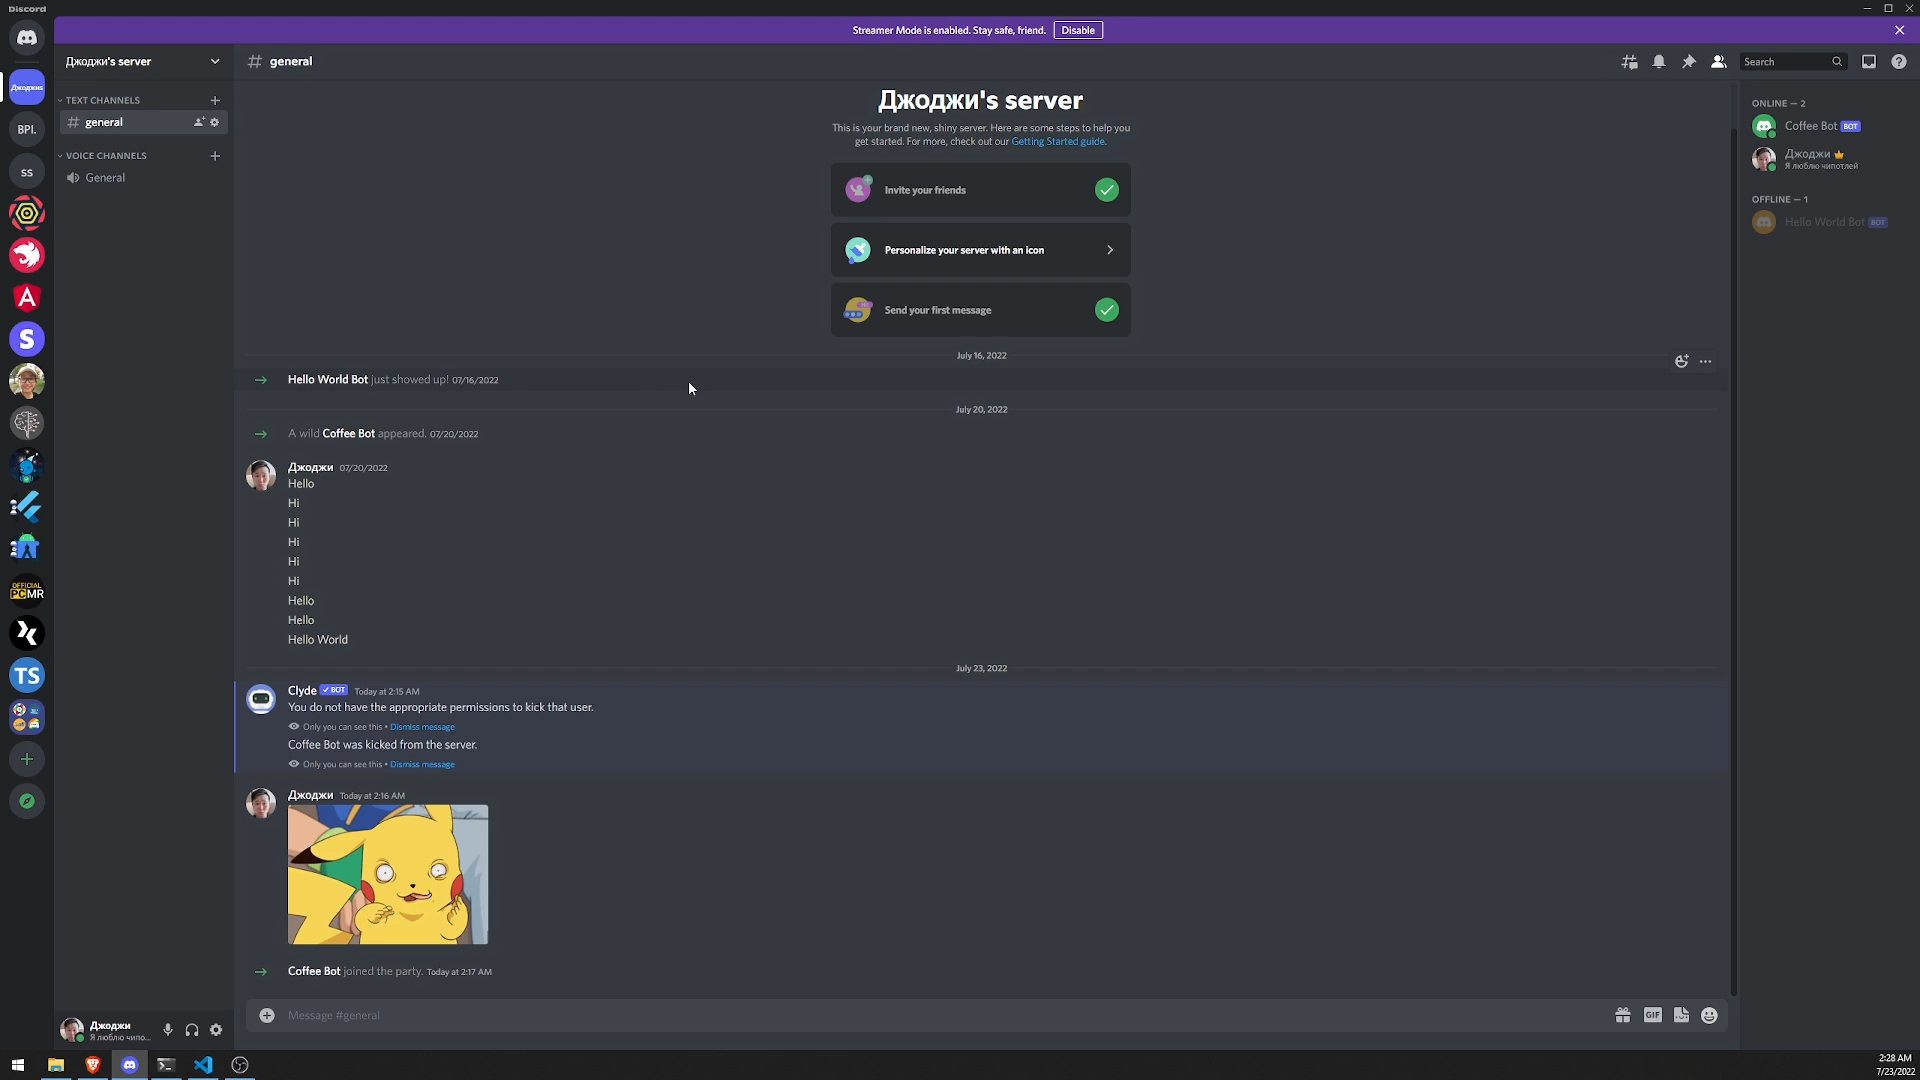 Discord
Streamer Mode is enabled. Stay safe, friend.
Disable
Джоджи's server
general
Search
Джоджиs
BPI.
ss
S
OFFICIAL
PCMR
TS
TEXT CHANNELS
general
VOICE CHANNELS
General
Джоджи's server
This is your brand new, shiny server. Here are some steps to help you
get started. For more, check out our Getting Started guide.
Invite your friends
Personalize your server with an icon
Send your first message
July 16, 2022
Hello World Bot just showed up! 07/16/2022
July 20, 2022
A wild Coffee Bot appeared. 07/20/2022
Джоджи 07/20/2022
Hello
Hi
Hi
Hi
Hi
Hi
Hello
Hello
Hello World
July 23, 2022
Clyde ✓ BOT Today at 2:15 AM
You do not have the appropriate permissions to kick that user.
Only you can see this • Dismiss message
Coffee Bot was kicked from the server.
Only you can see this • Dismiss message
Джоджи Today at 2:16 AM
Coffee Bot joined the party. Today at 2:17 AM
Message #general
GIF
ONLINE — 2
Coffee Bot BOT
Джоджи
Я люблю чипотлей
OFFLINE — 1
Hello World Bot BOT
Джоджи
Я люблю чипо...
2:28 AM
7/23/2022